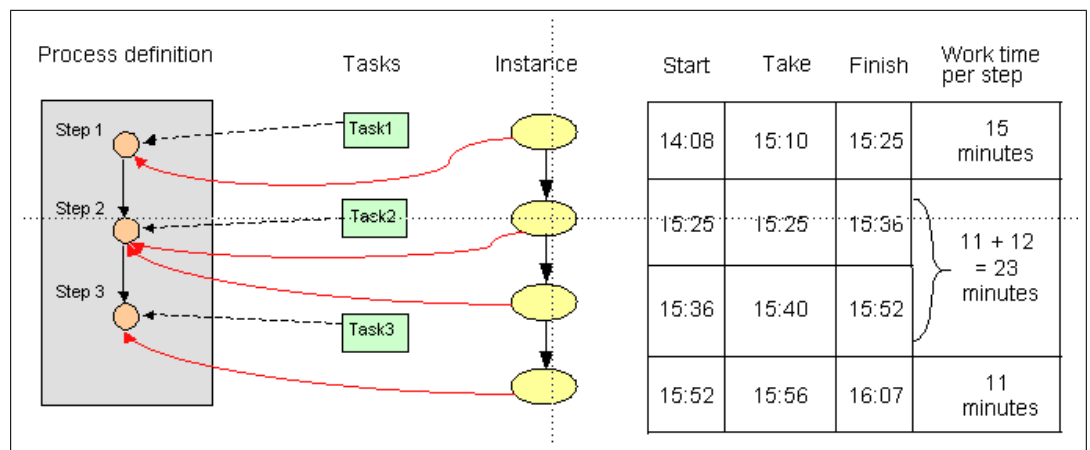 Process definition
Tasks
Instance
Start
Take
Finish
Work time
per step
Step 1
Task1
14:08
15:10
15:25
15
minutes
Step 2
Task2
15:25
15:25
15:36
11 + 12
= 23
minutes
Step 3
Task3
15:36
15:40
15:52
15:52
15:56
16:07
11
minutes